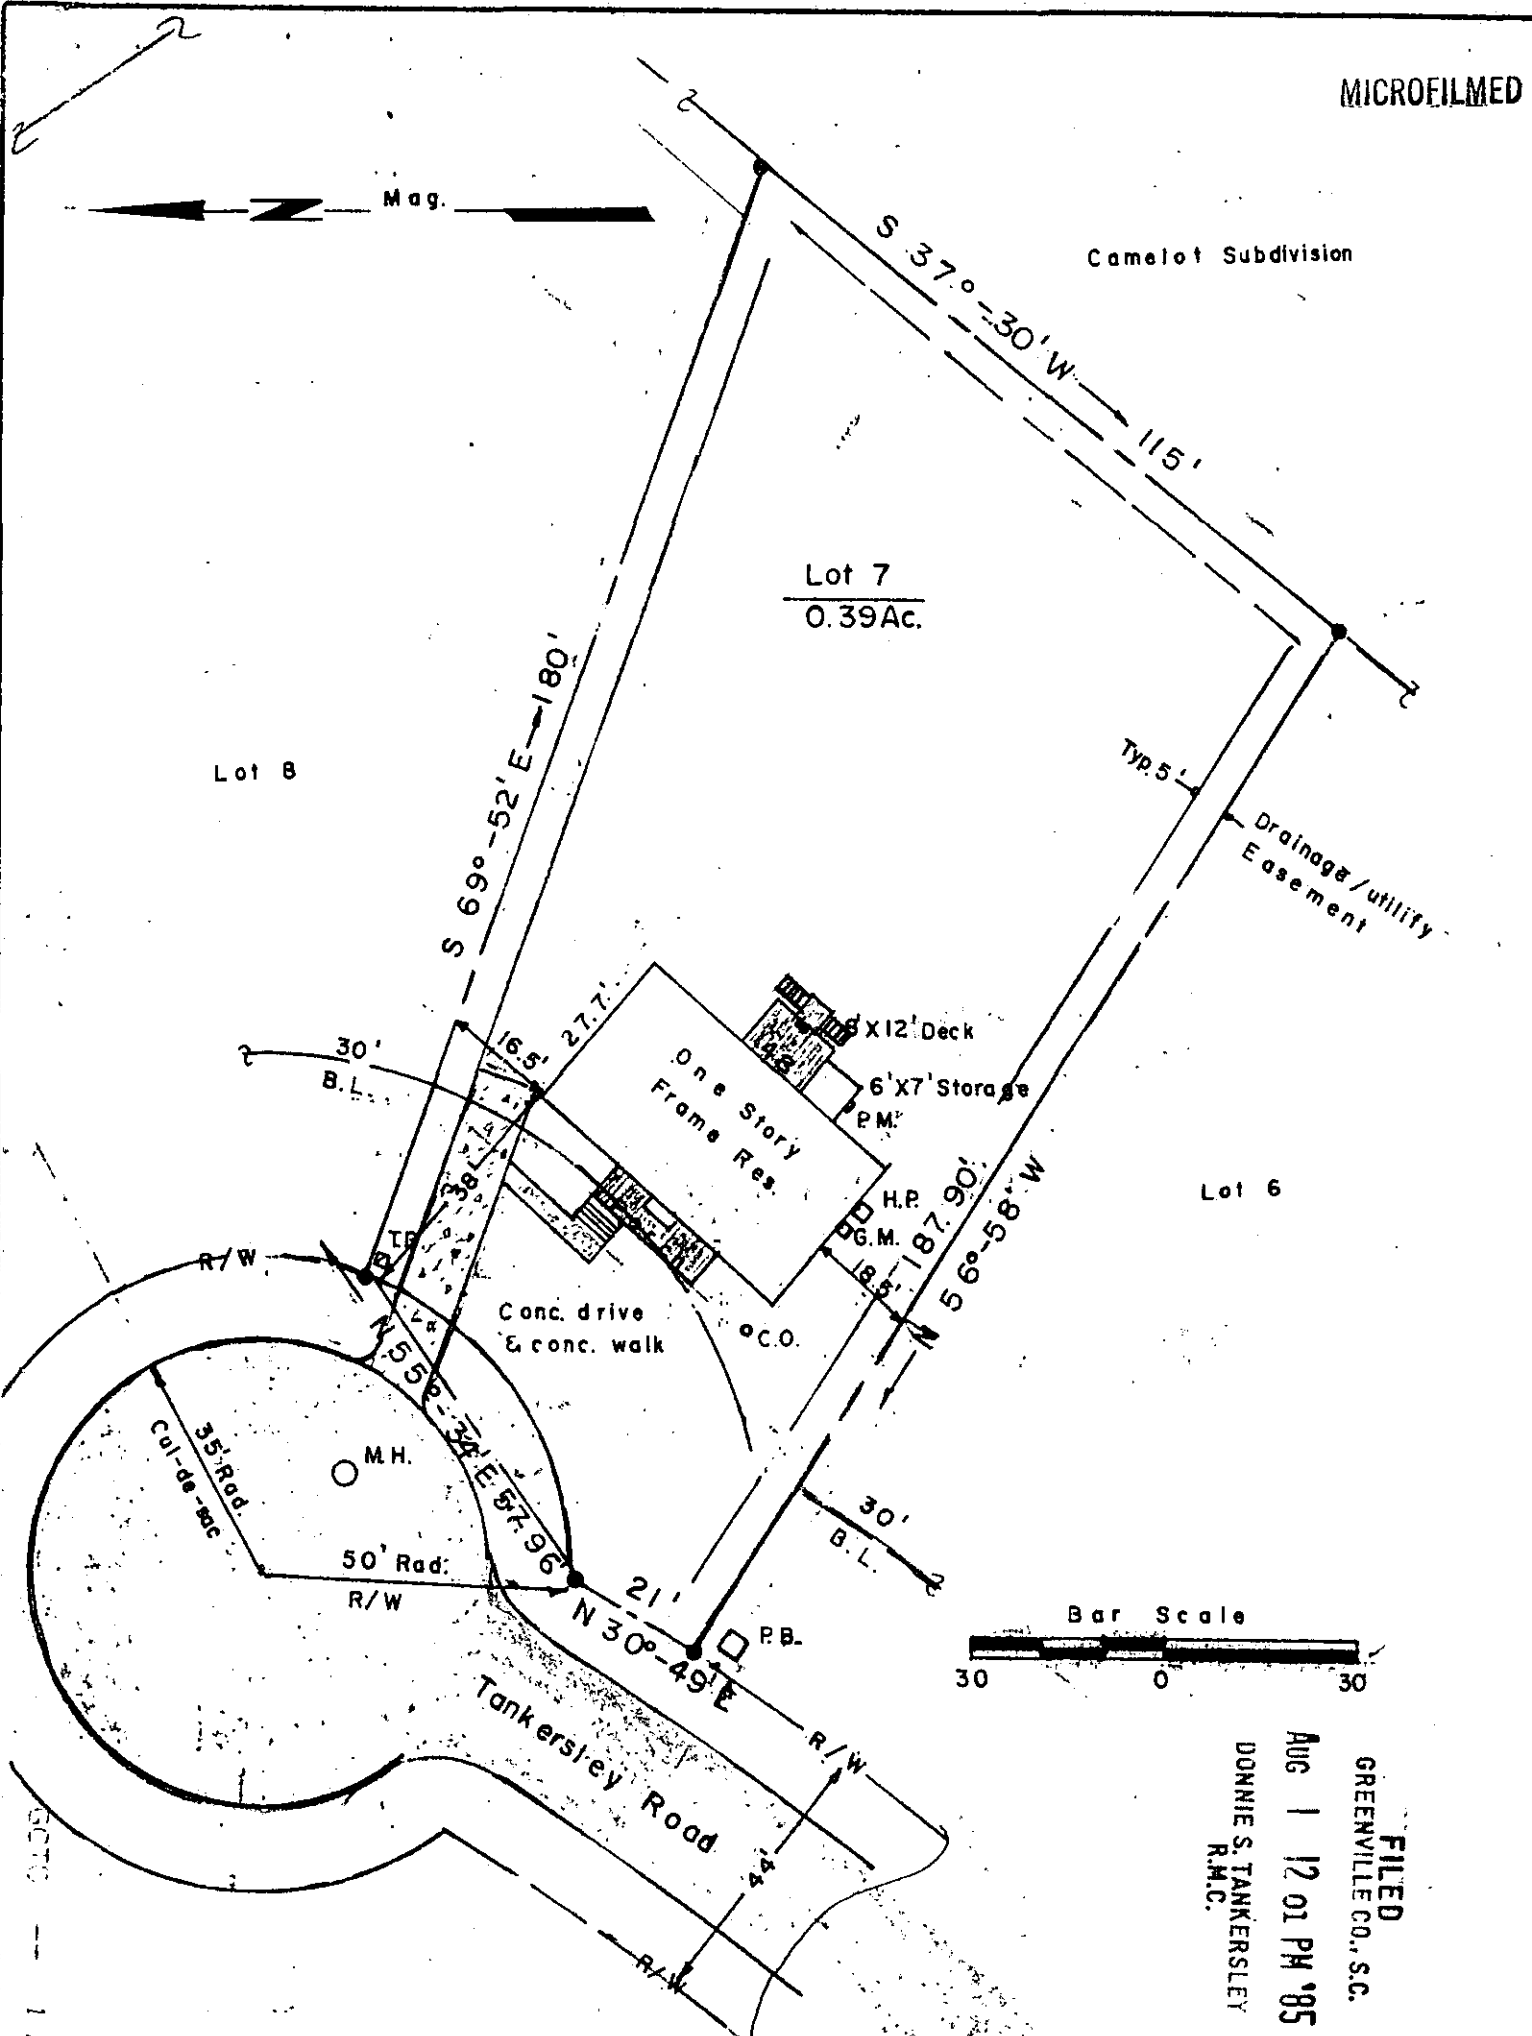 MICROFILMED
N
Mag.
Camelot Subdivision
S 37°-30' W
115'
Lot 7
0.39Ac.
S 69°-52' E
180'
Lot 8
Typ. 5'
Drainage/utility
Easement
27.7'
16.5'
30'
B.L.
8'X12' Deck
48'
6'X7' Storage
P.M.
One Story
Frame Res.
38'
H.P.
G.M.
18.5'
187.90'
N 56°-58' W
Lot 6
R/W
Conc. drive
& conc. walk
C.O.
N 55°-34' E 57.96'
35' Rad.
Cul-de-sac
M.H.
50' Rad.
R/W
30'
B.L.
21'
N 30°-49' E
P.B.
Bar Scale
30 0 30
Tankersley Road
R/W
44'
R/W
FILED
GREENVILLE CO., S.C.
AUG 1 12 01 PM '85
DONNIE S. TANKERSLEY
R.M.C.